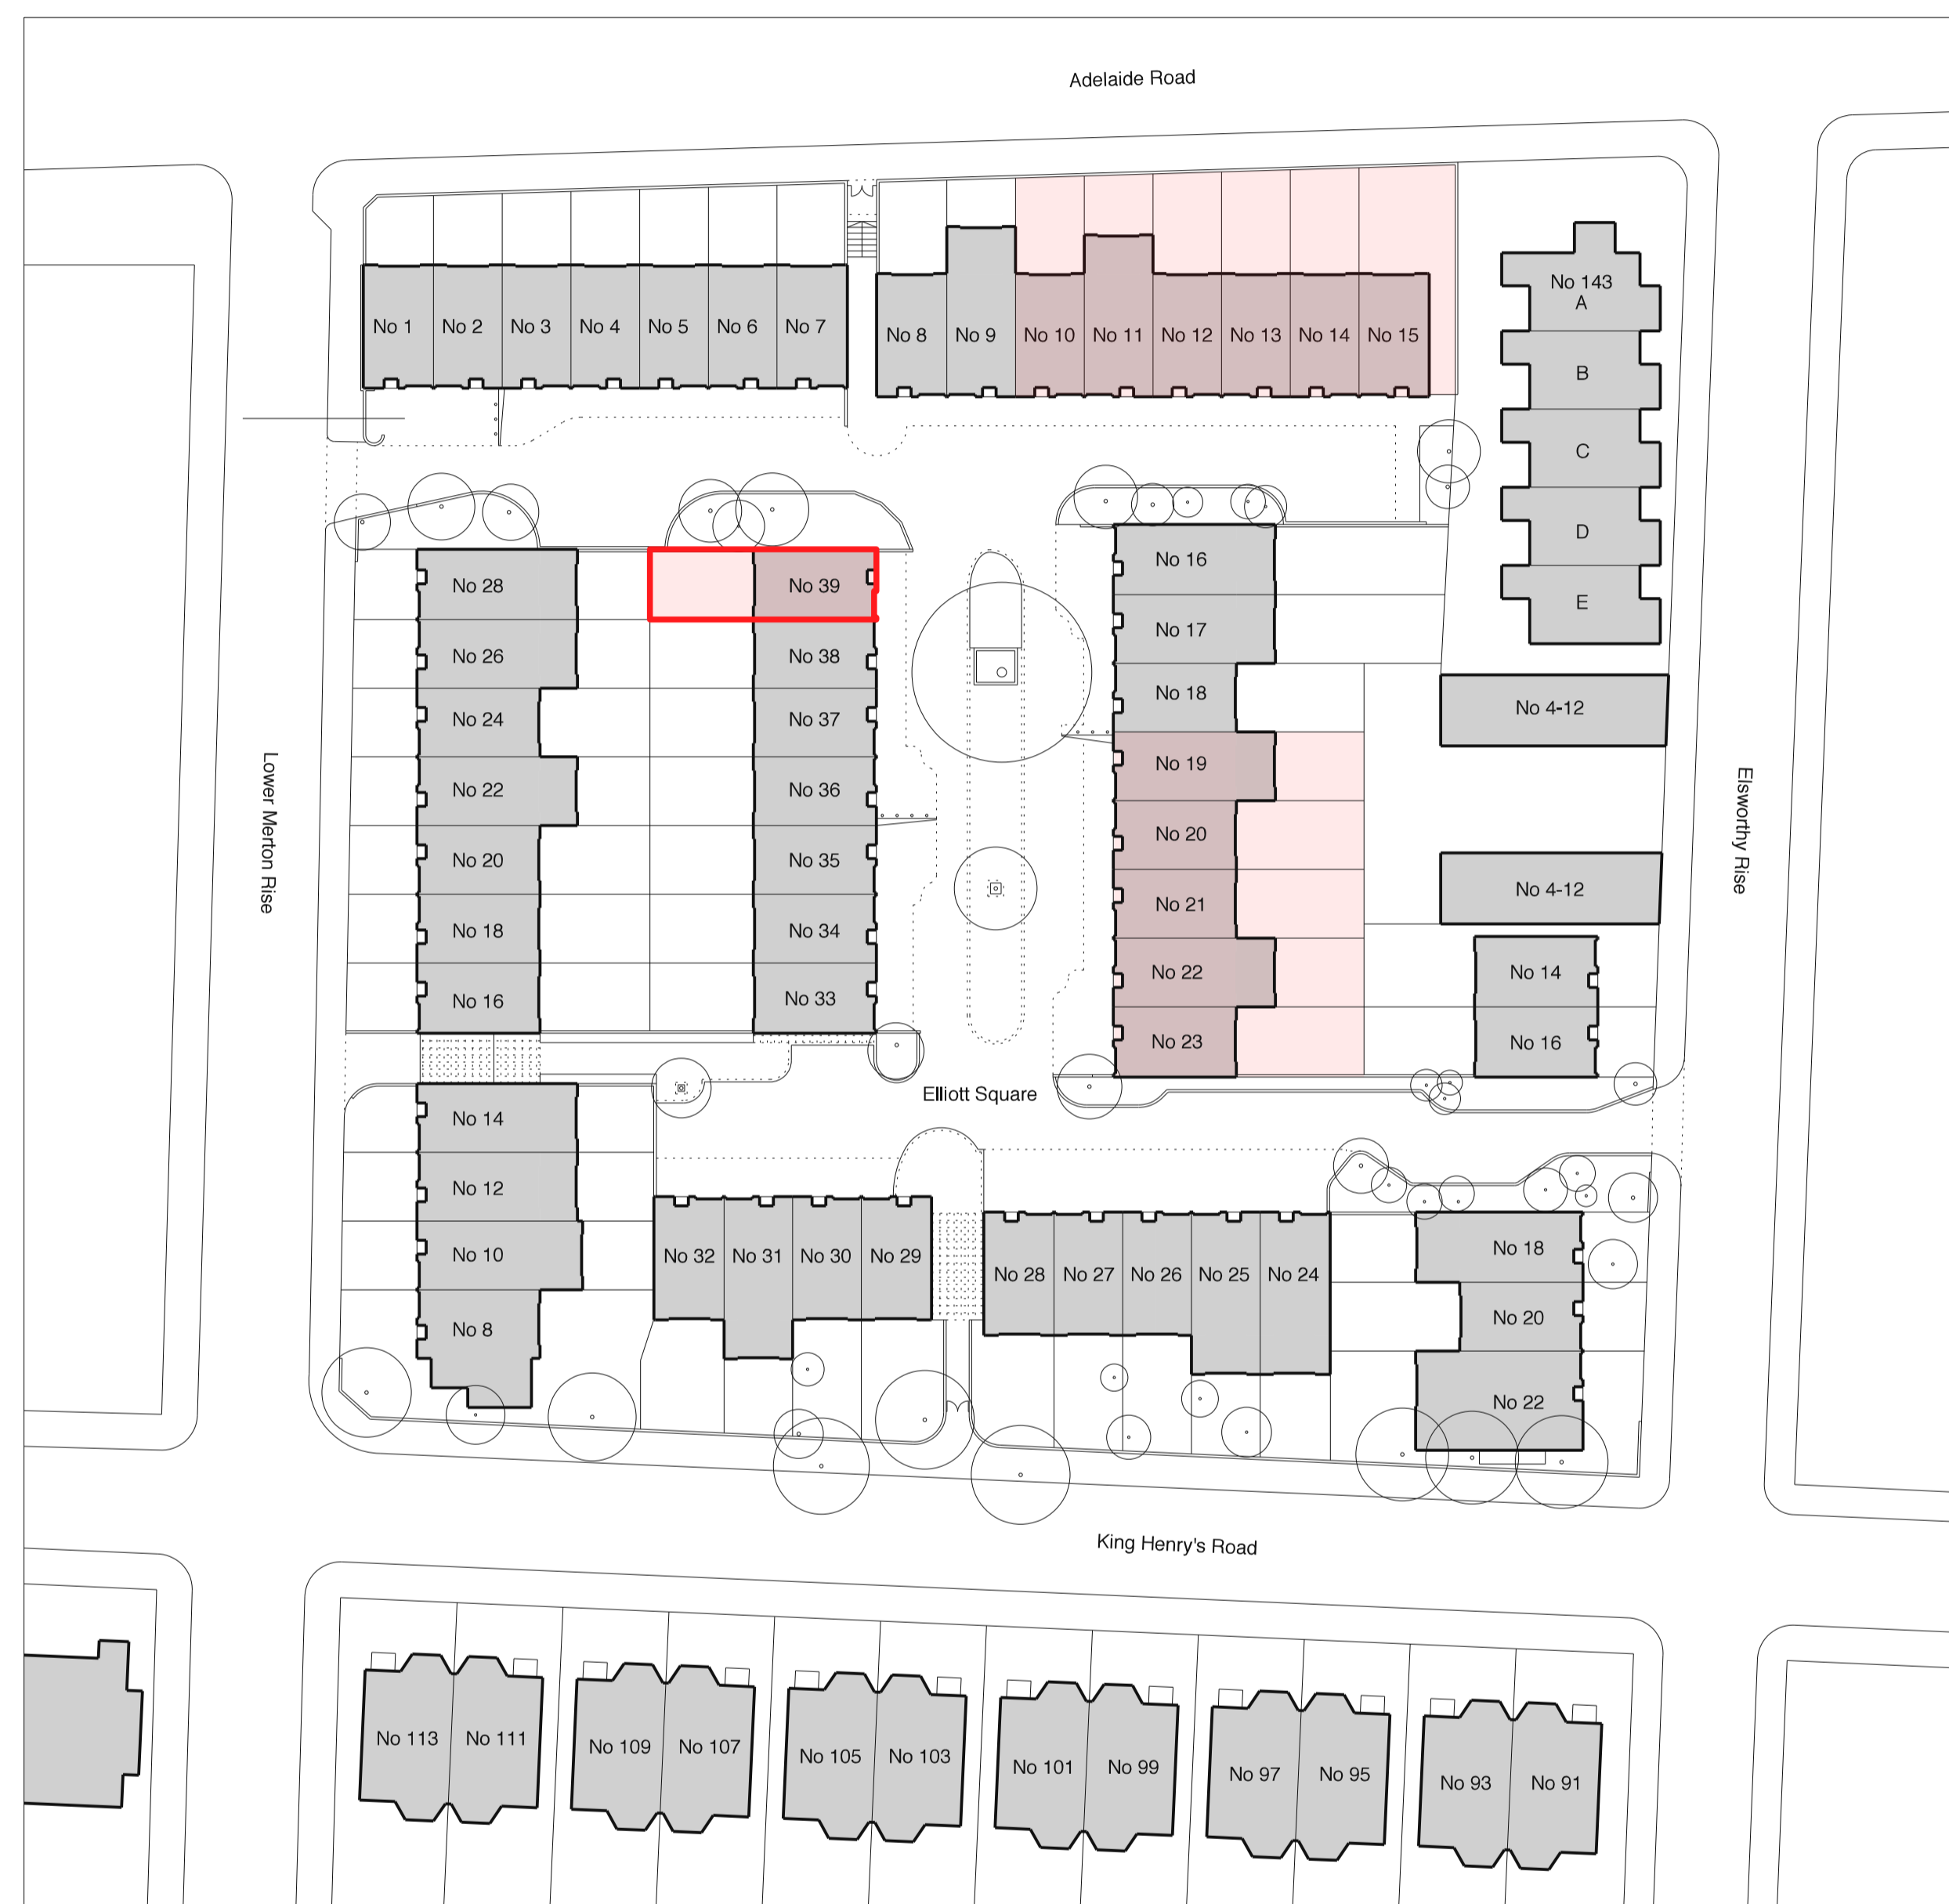 Adelaide Road
No 1 No 2 No 3 No 4 No 5 No 6 No 7
No 8 No 9 No 10 No 11 No 12 No 13 No 14 No 15
No 143
A
B
C
D
E
No 28
No 26
No 24
No 22
No 20
No 18
No 16
No 39
No 38
No 37
No 36
No 35
No 34
No 33
No 16
No 17
No 18
No 19
No 20
No 21
No 22
No 23
No 4-12
No 4-12
No 14
No 16
Lower Merton Rise
Elsworthy Rise
Elliott Square
No 14
No 12
No 10
No 8
No 32 No 31 No 30 No 29
No 28 No 27 No 26 No 25 No 24
No 18
No 20
No 22
King Henry's Road
No 113 No 111
No 109 No 107
No 105 No 103
No 101 No 99
No 97 No 95
No 93 No 91